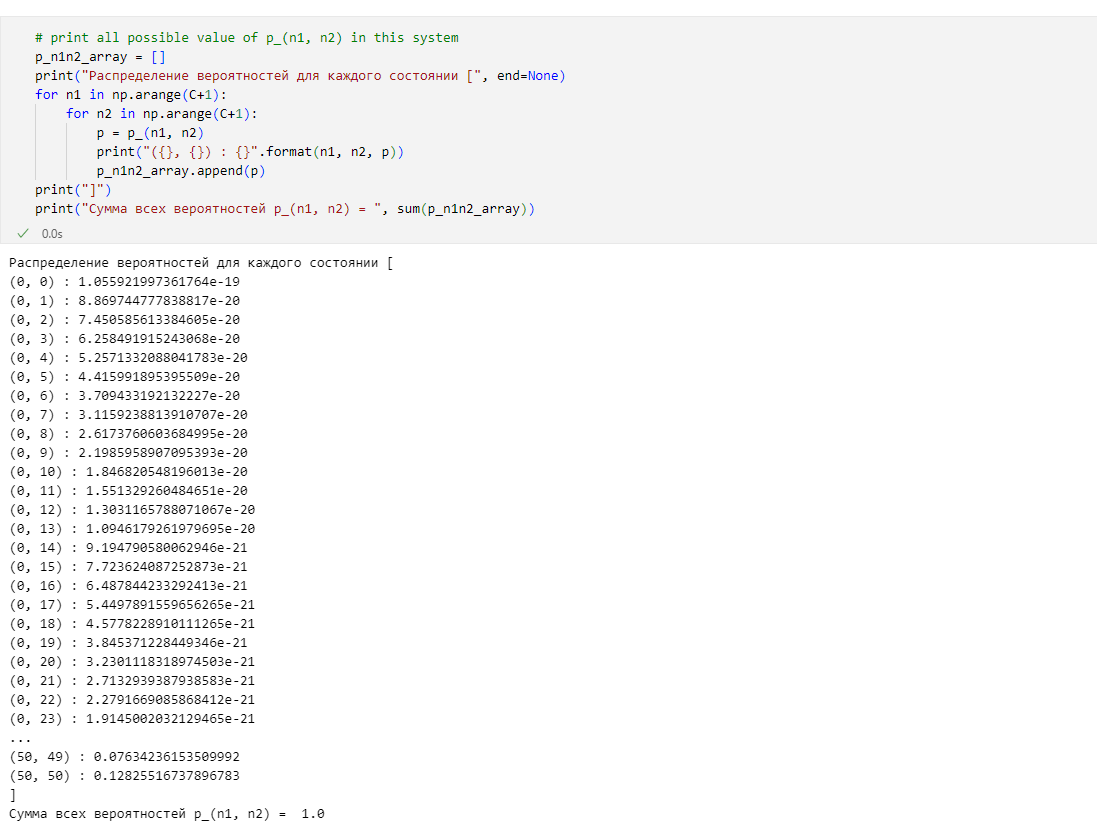 # print all possible value of p_(n1, n2) in this system
p_n1n2_array = []
print("Распределение вероятностей для каждого состоянии [", end=None)
for n1 in np.arange(C+1):
    for n2 in np.arange(C+1):
        p = p_(n1, n2)
        print("({}, {}) : {}".format(n1, n2, p))
        p_n1n2_array.append(p)
print("]")
print("Сумма всех вероятностей p_(n1, n2) = ", sum(p_n1n2_array))
0.0s
Распределение вероятностей для каждого состоянии [
(0, 0) : 1.055921997361764e-19
(0, 1) : 8.869744777838817e-20
(0, 2) : 7.450585613384605e-20
(0, 3) : 6.258491915243068e-20
(0, 4) : 5.2571332088041783e-20
(0, 5) : 4.415991895395509e-20
(0, 6) : 3.709433192132227e-20
(0, 7) : 3.1159238813910707e-20
(0, 8) : 2.6173760603684995e-20
(0, 9) : 2.1985958907095393e-20
(0, 10) : 1.846820548196013e-20
(0, 11) : 1.551329260484651e-20
(0, 12) : 1.3031165788071067e-20
(0, 13) : 1.0946179261979695e-20
(0, 14) : 9.194790580062946e-21
(0, 15) : 7.723624087252873e-21
(0, 16) : 6.487844233292413e-21
(0, 17) : 5.4497891559656265e-21
(0, 18) : 4.5778228910111265e-21
(0, 19) : 3.845371228449346e-21
(0, 20) : 3.2301118318974503e-21
(0, 21) : 2.7132939387938583e-21
(0, 22) : 2.2791669085868412e-21
(0, 23) : 1.9145002032129465e-21
...
(50, 49) : 0.07634236153509992
(50, 50) : 0.12825516737896783
]
Сумма всех вероятностей p_(n1, n2) =  1.0